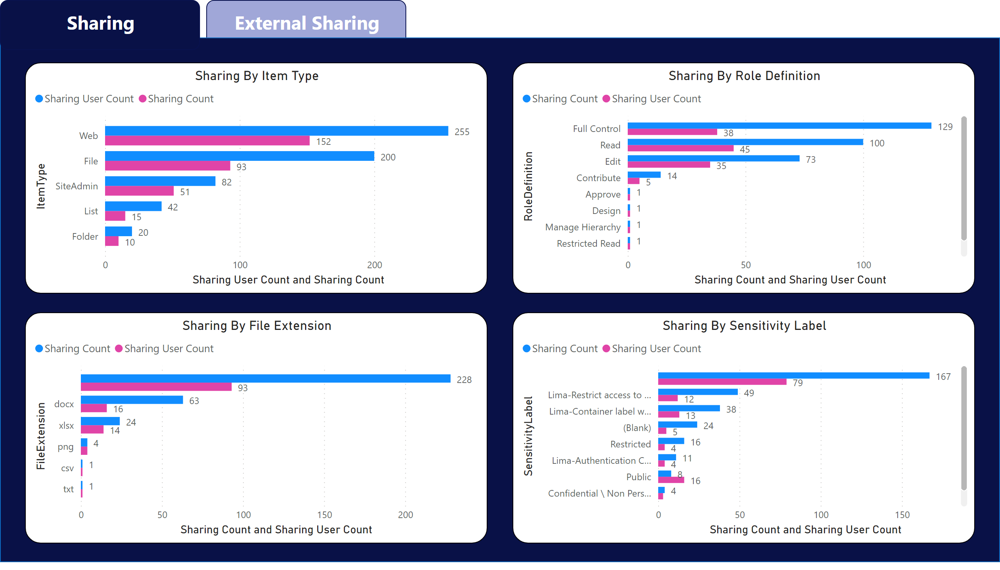 Sharing
External Sharing
Sharing By Item Type
Sharing User Count
Sharing Count
ItemType
Web
255
152
File
200
93
SiteAdmin
82
51
List
42
15
Folder
20
10
0
100
200
Sharing User Count and Sharing Count
Sharing By Role Definition
Sharing Count
Sharing User Count
RoleDefinition
Full Control
129
38
Read
100
45
Edit
73
35
Contribute
14
5
Approve
1
Design
1
Manage Hierarchy
1
Restricted Read
1
0
50
100
Sharing Count and Sharing User Count
Sharing By File Extension
Sharing Count
Sharing User Count
FileExtension
228
93
docx
63
16
xlsx
24
14
png
4
csv
1
txt
1
0
50
100
150
200
Sharing Count and Sharing User Count
Sharing By Sensitivity Label
Sharing Count
Sharing User Count
SensitivityLabel
167
79
Lima-Restrict access to ...
49
12
Lima-Container label w...
38
13
(Blank)
24
5
Restricted
16
4
Lima-Authentication C...
11
4
Public
8
16
Confidential \ Non Pers...
4
0
50
100
150
Sharing Count and Sharing User Count